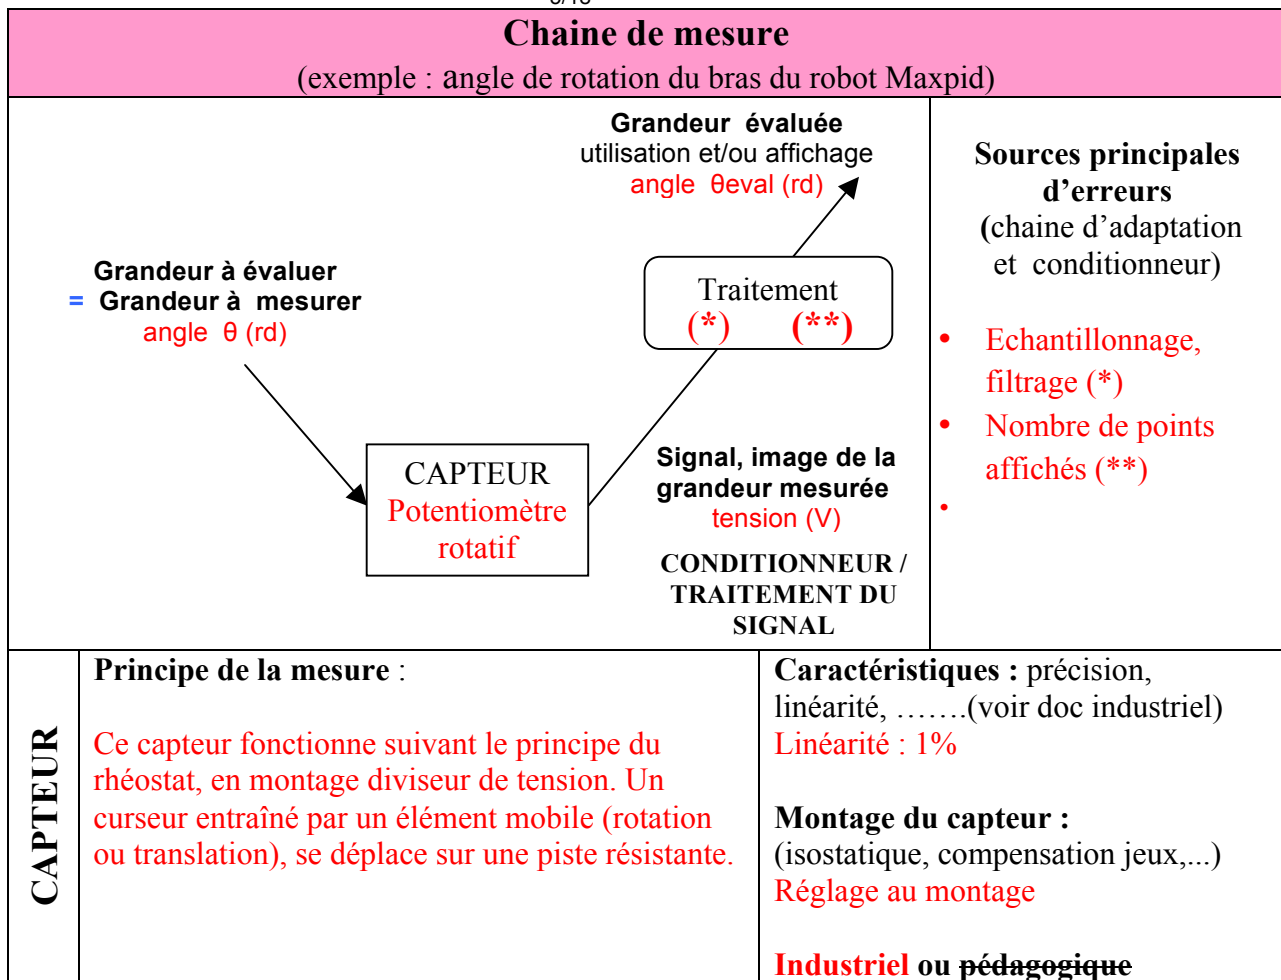 Chaine de mesure
(exemple : angle de rotation du bras du robot Maxpid)
Grandeur évaluée
utilisation et/ou affichage
angle θeval (rd)
Grandeur à évaluer
= Grandeur à mesurer
angle θ (rd)
Traitement
(*) (**)
CAPTEUR
Potentiomètre
rotatif
Signal, image de la
grandeur mesurée
tension (V)
CONDITIONNEUR /
TRAITEMENT DU
SIGNAL
Sources principales
d’erreurs
(chaine d’adaptation
et conditionneur)
• Echantillonnage,
filtrage (*)
• Nombre de points
affichés (**)
•
CAPTEUR
Principe de la mesure :
Ce capteur fonctionne suivant le principe du
rhéostat, en montage diviseur de tension. Un
curseur entraîné par un élément mobile (rotation
ou translation), se déplace sur une piste résistante.
Caractéristiques : précision,
linéarité, …….(voir doc industriel)
Linéarité : 1%
Montage du capteur :
(isostatique, compensation jeux,...)
Réglage au montage
Industriel ou pédagogique